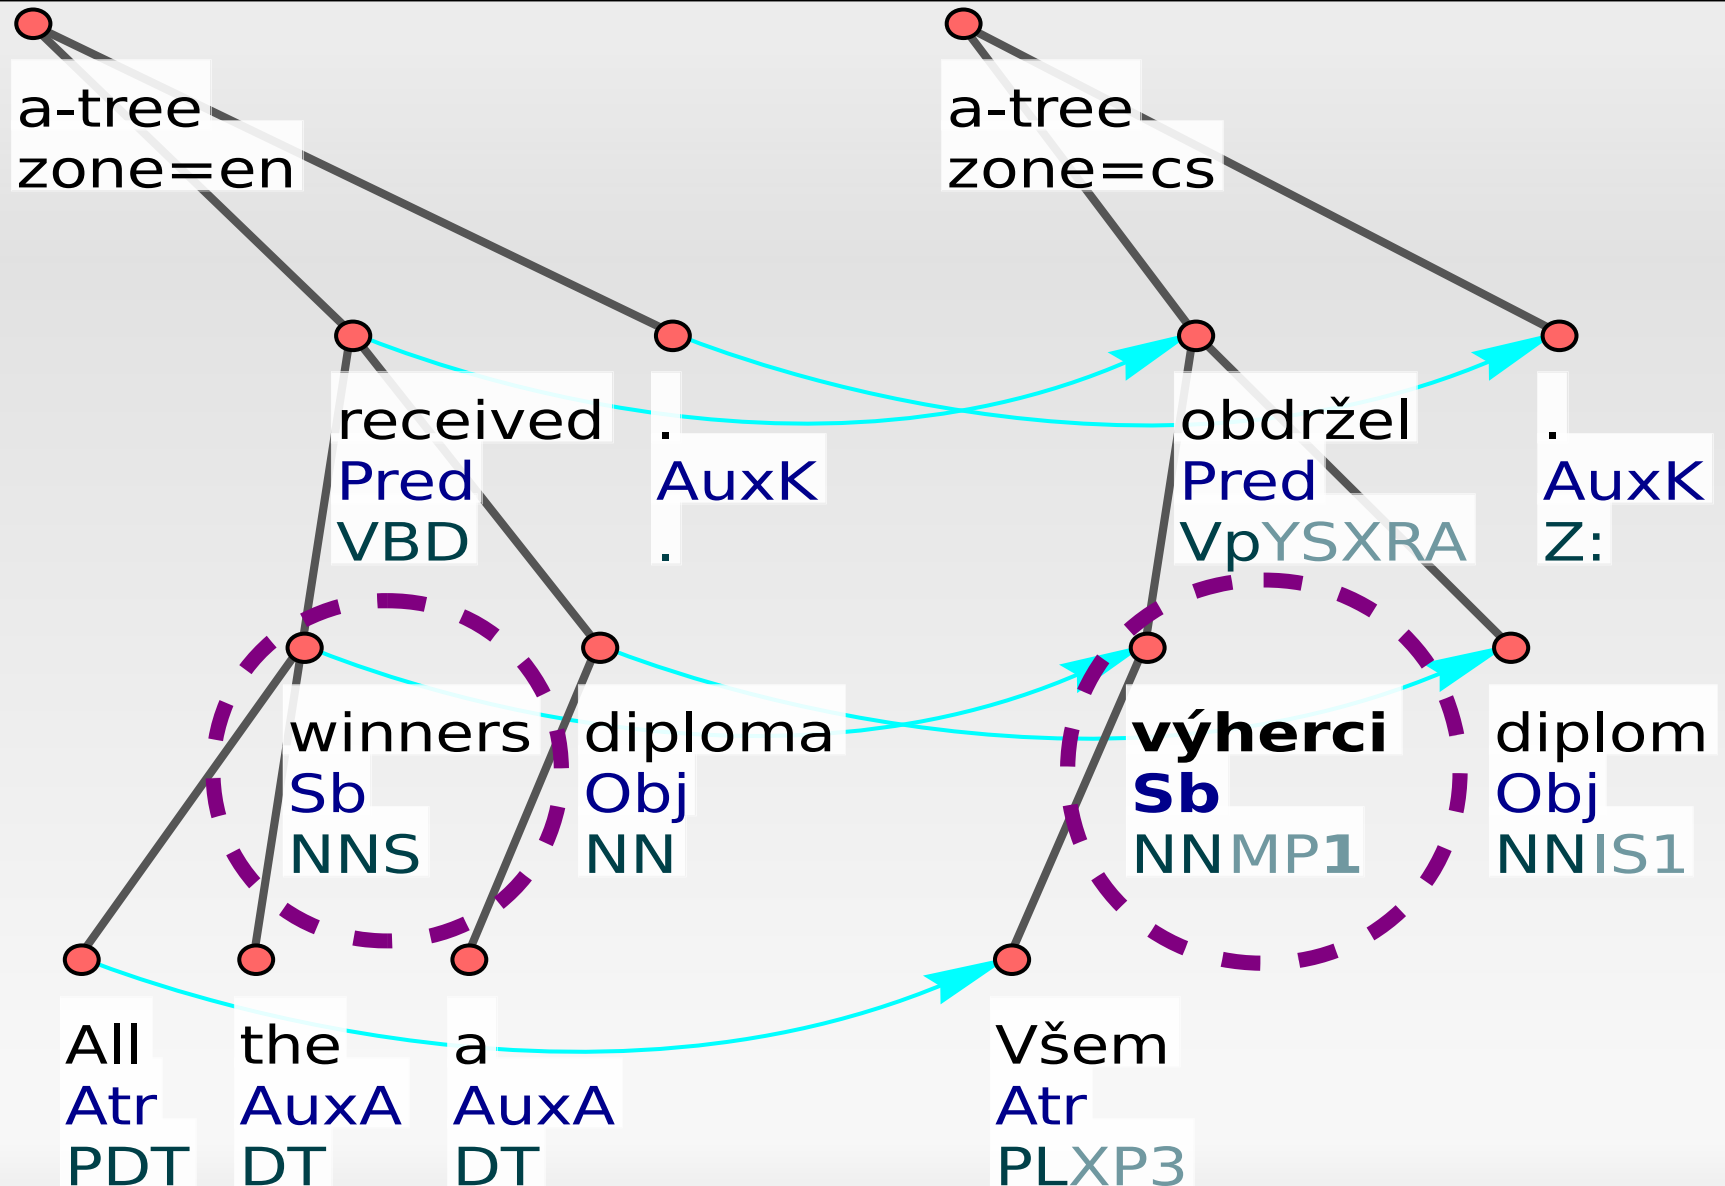 a-tree
zone=en
a-tree
zone=cs
received
Pred
VBD
.
AuxK
.
obdržel
Pred
VpYSXRA
.
AuxK
Z:
winners
Sb
NNS
diploma
Obj
NN
výherci
Sb
NNMP1
diplom
Obj
NNIS1
All
Atr
PDT
the
AuxA
DT
a
AuxA
DT
Všem
Atr
PLXP3